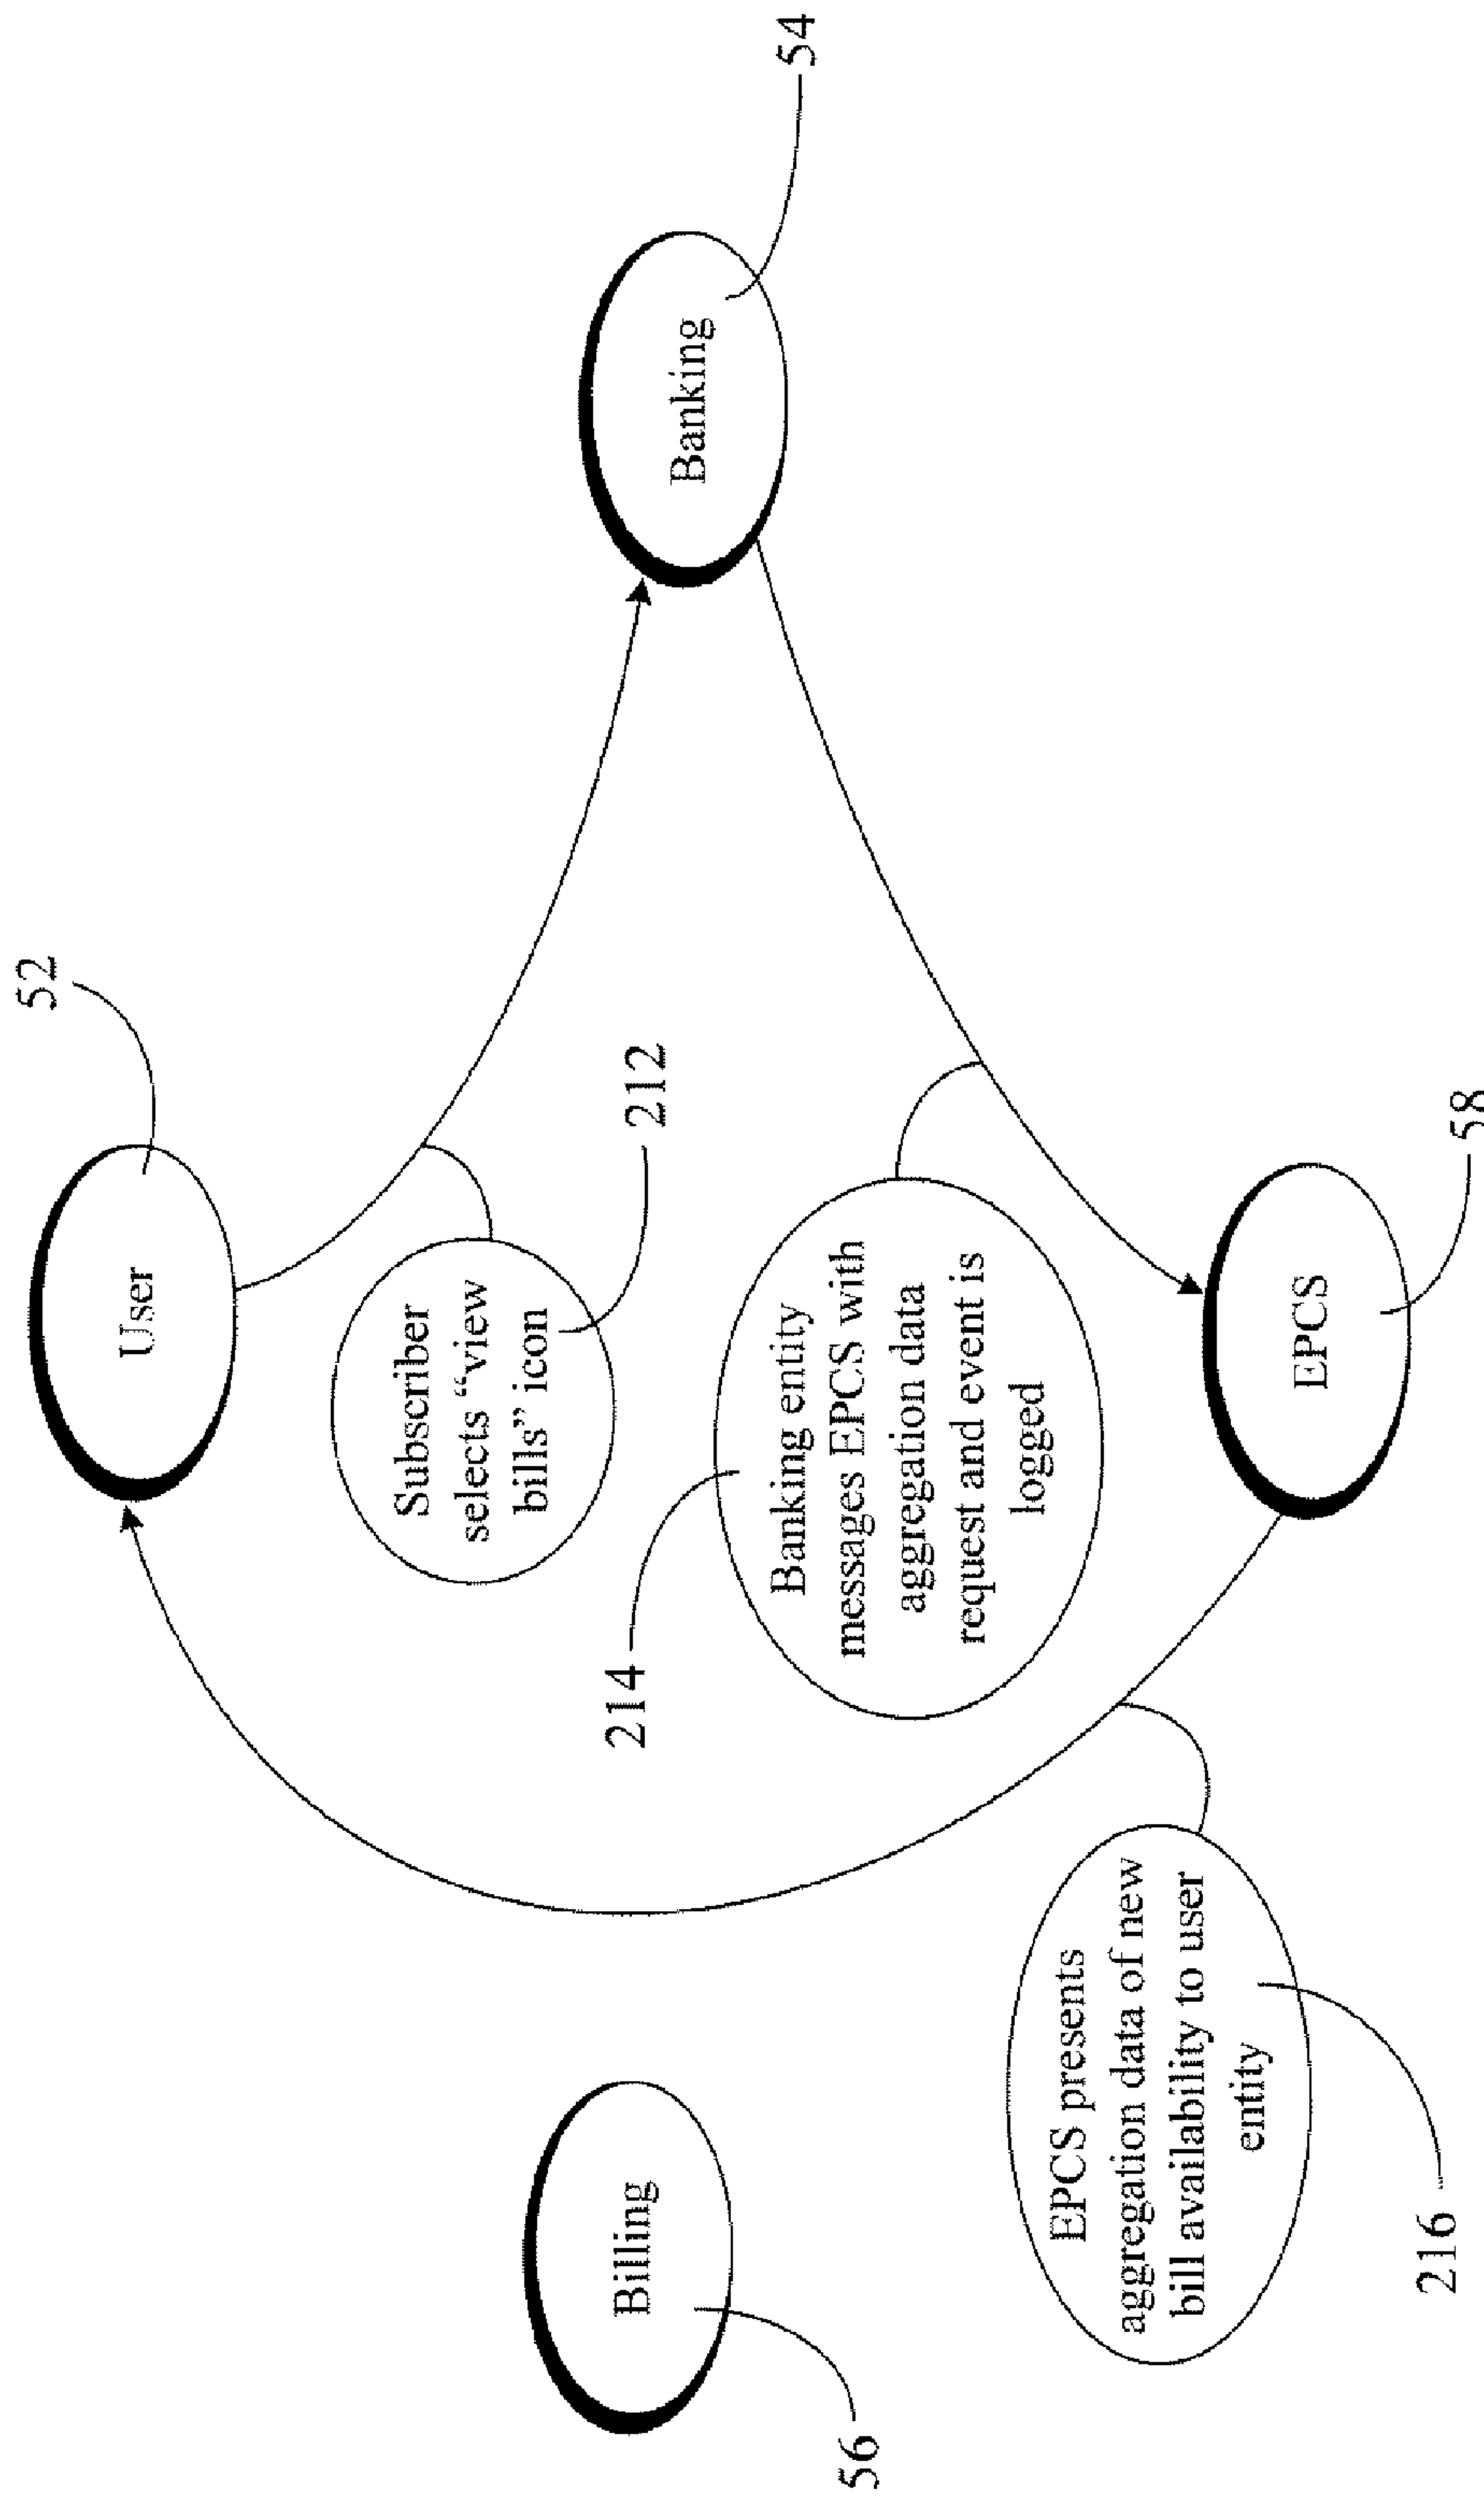 52
User
54
Subscriber
selects “view
bills” icon
212
Billing
Banking
56
214
Banking entity
messages EPCS with
aggregation data
request and event is
logged
EPCS presents
aggregation data of new
bill availability to user
entity
216
EPCS
58